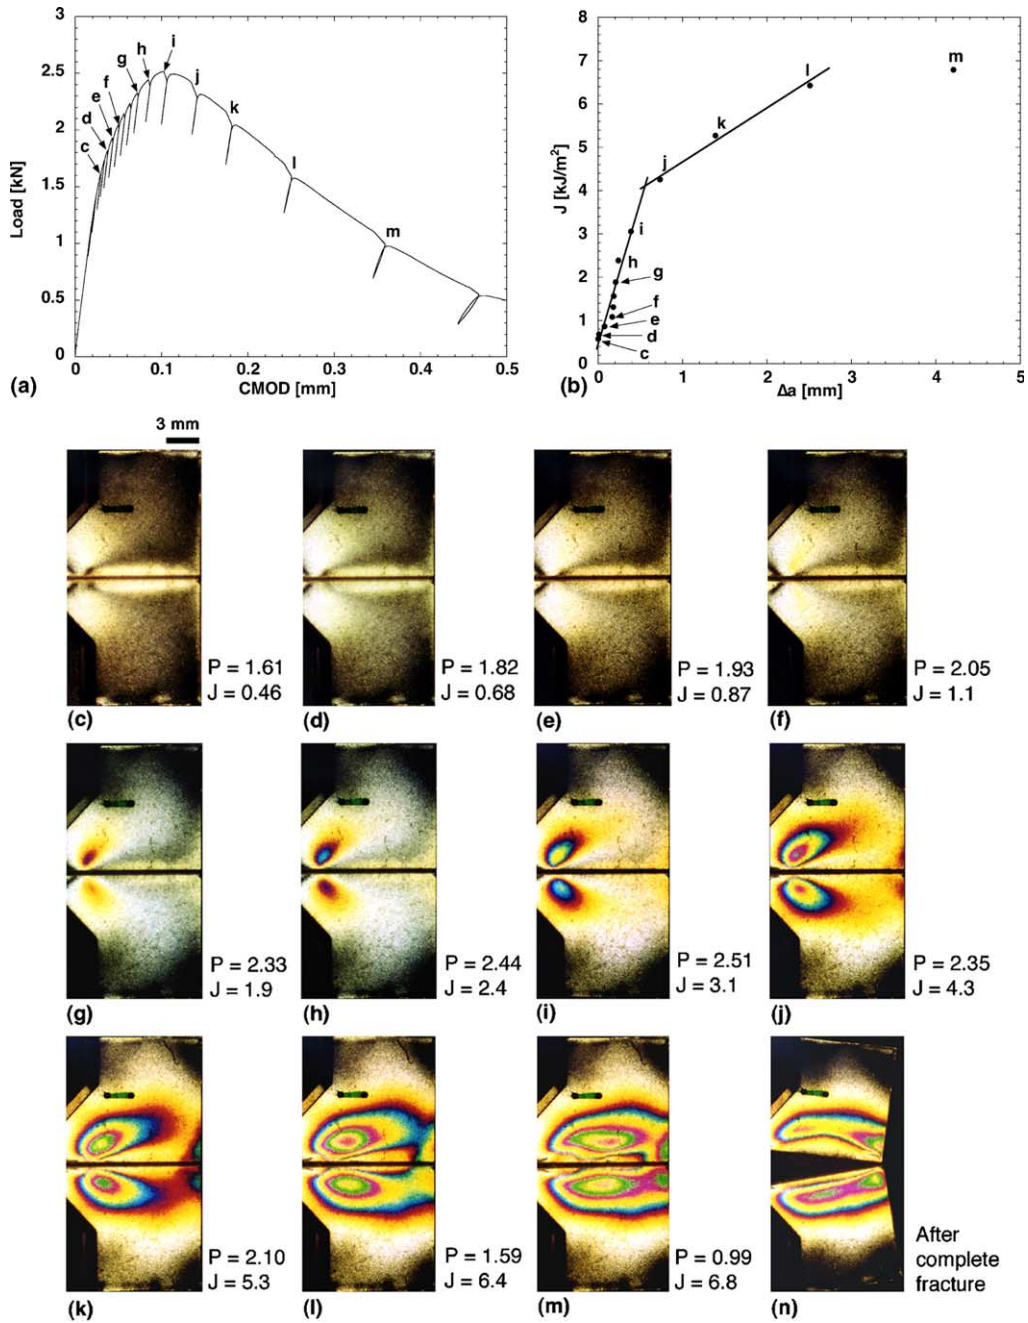 3
2.5
2
1.5
1
0.5
0
0
0.1
0.2
0.3
0.4
0.5
Load [kN]
CMOD [mm]
c
d
e
f
g
h
i
j
k
l
m
(a)
8
7
6
5
4
3
2
1
0
0
1
2
3
4
5
J [kJ/m²]
Δa [mm]
m
l
k
j
i
h
g
f
e
d
c
(b)
3 mm
P = 1.61
J = 0.46
(c)
P = 1.82
J = 0.68
(d)
P = 1.93
J = 0.87
(e)
P = 2.05
J = 1.1
(f)
P = 2.33
J = 1.9
(g)
P = 2.44
J = 2.4
(h)
P = 2.51
J = 3.1
(i)
P = 2.35
J = 4.3
(j)
P = 2.10
J = 5.3
(k)
P = 1.59
J = 6.4
(l)
P = 0.99
J = 6.8
(m)
After
complete
fracture
(n)